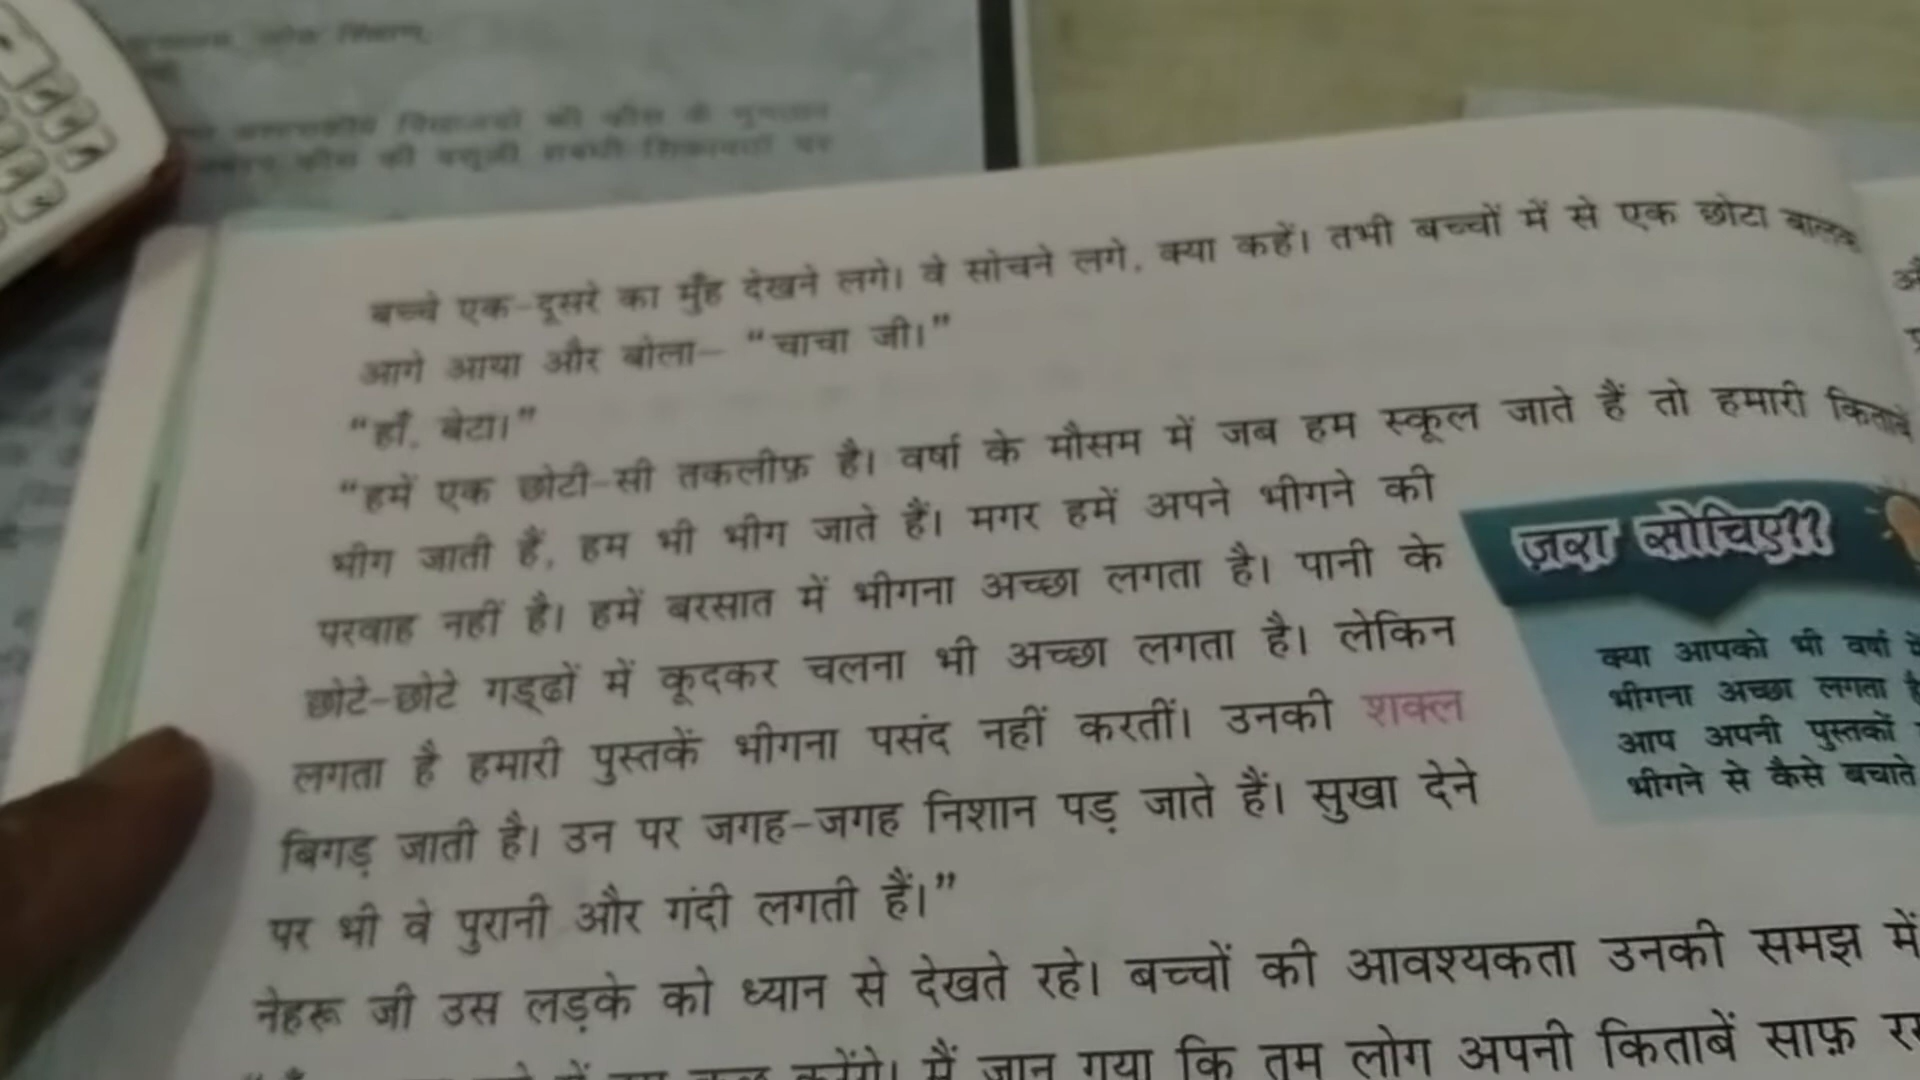 बच्चे एक-दूसरे का मुँह देखने लगे। वे सोचने लगे, क्या कहें। तभी बच्चों में से एक छोटा बालक
आगे आया और बोला– “चाचा जी।”
“हाँ, बेटा।”
“हमें एक छोटी-सी तकलीफ़ है। वर्षा के मौसम में जब हम स्कूल जाते हैं तो हमारी किताबें
भीग जाती हैं, हम भी भीग जाते हैं। मगर हमें अपने भीगने की
परवाह नहीं है। हमें बरसात में भीगना अच्छा लगता है। पानी के
छोटे-छोटे गड्ढों में कूदकर चलना भी अच्छा लगता है। लेकिन
लगता है हमारी पुस्तकें भीगना पसंद नहीं करतीं। उनकी शक्ल
बिगड़ जाती है। उन पर जगह-जगह निशान पड़ जाते हैं। सुखा देने
पर भी वे पुरानी और गंदी लगती हैं।”
नेहरू जी उस लड़के को ध्यान से देखते रहे। बच्चों की आवश्यकता उनकी समझ में
करेंगे। मैं जान गया कि तुम लोग अपनी किताबें साफ़
ज़रा सोचिए??
क्या आपको भी वर्षा
भीगना अच्छा लगता
आप अपनी पुस्तकों
भीगने से कैसे बचाते